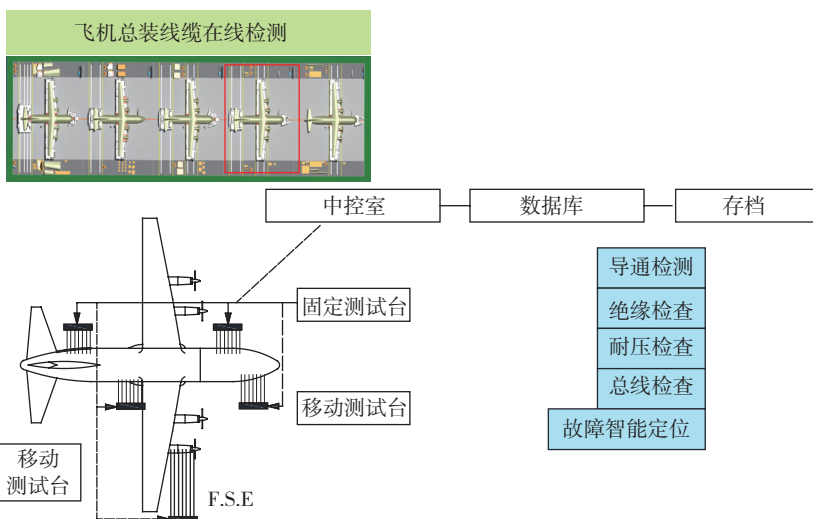 飞机总装线缆在线检测
中控室
数据库
存档
导通检测
固定测试台
绝缘检查
耐压检查
总线检查
移动测试台
故障智能定位
移动
测试台
F.S.E